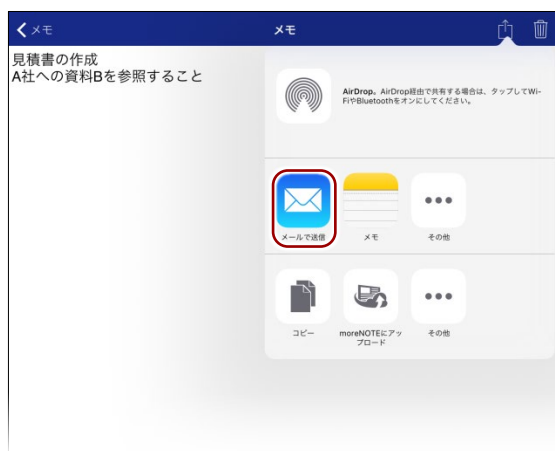 メモ
メモ
見積書の作成
A社への資料Bを参照すること
AirDrop。AirDrop経由で共有する場合は、タップしてWi-
FiやBluetoothをオンにしてください。
メールで送信
メモ
その他
コピー
moreNOTEにアッ
プロード
その他